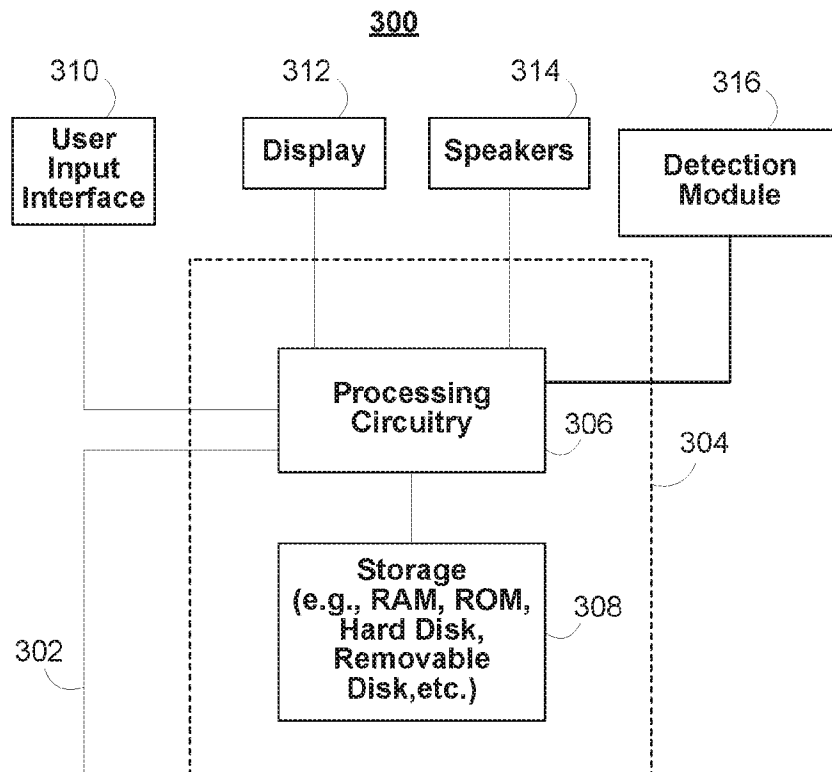 300
310
312
314
316
User
Input
Interface
Display
Speakers
Detection
Module
Processing
Circuitry
306
304
Storage
(e.g., RAM, ROM,
Hard Disk,
Removable
Disk,etc.)
308
302